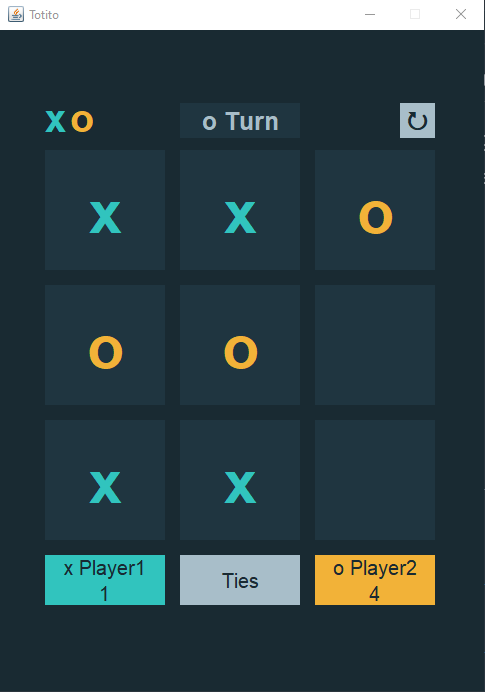 Totito
x o
o Turn
x x o
o o
x x
x Player1
1
Ties
o Player2
4